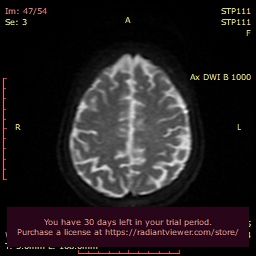 Im: 47/54
Se: 3
A
STP111
STP111
F
Ax DWI B 1000
R
L
You have 30 days left in your trial period.
Purchase a license at https://radiantviewer.com/store/